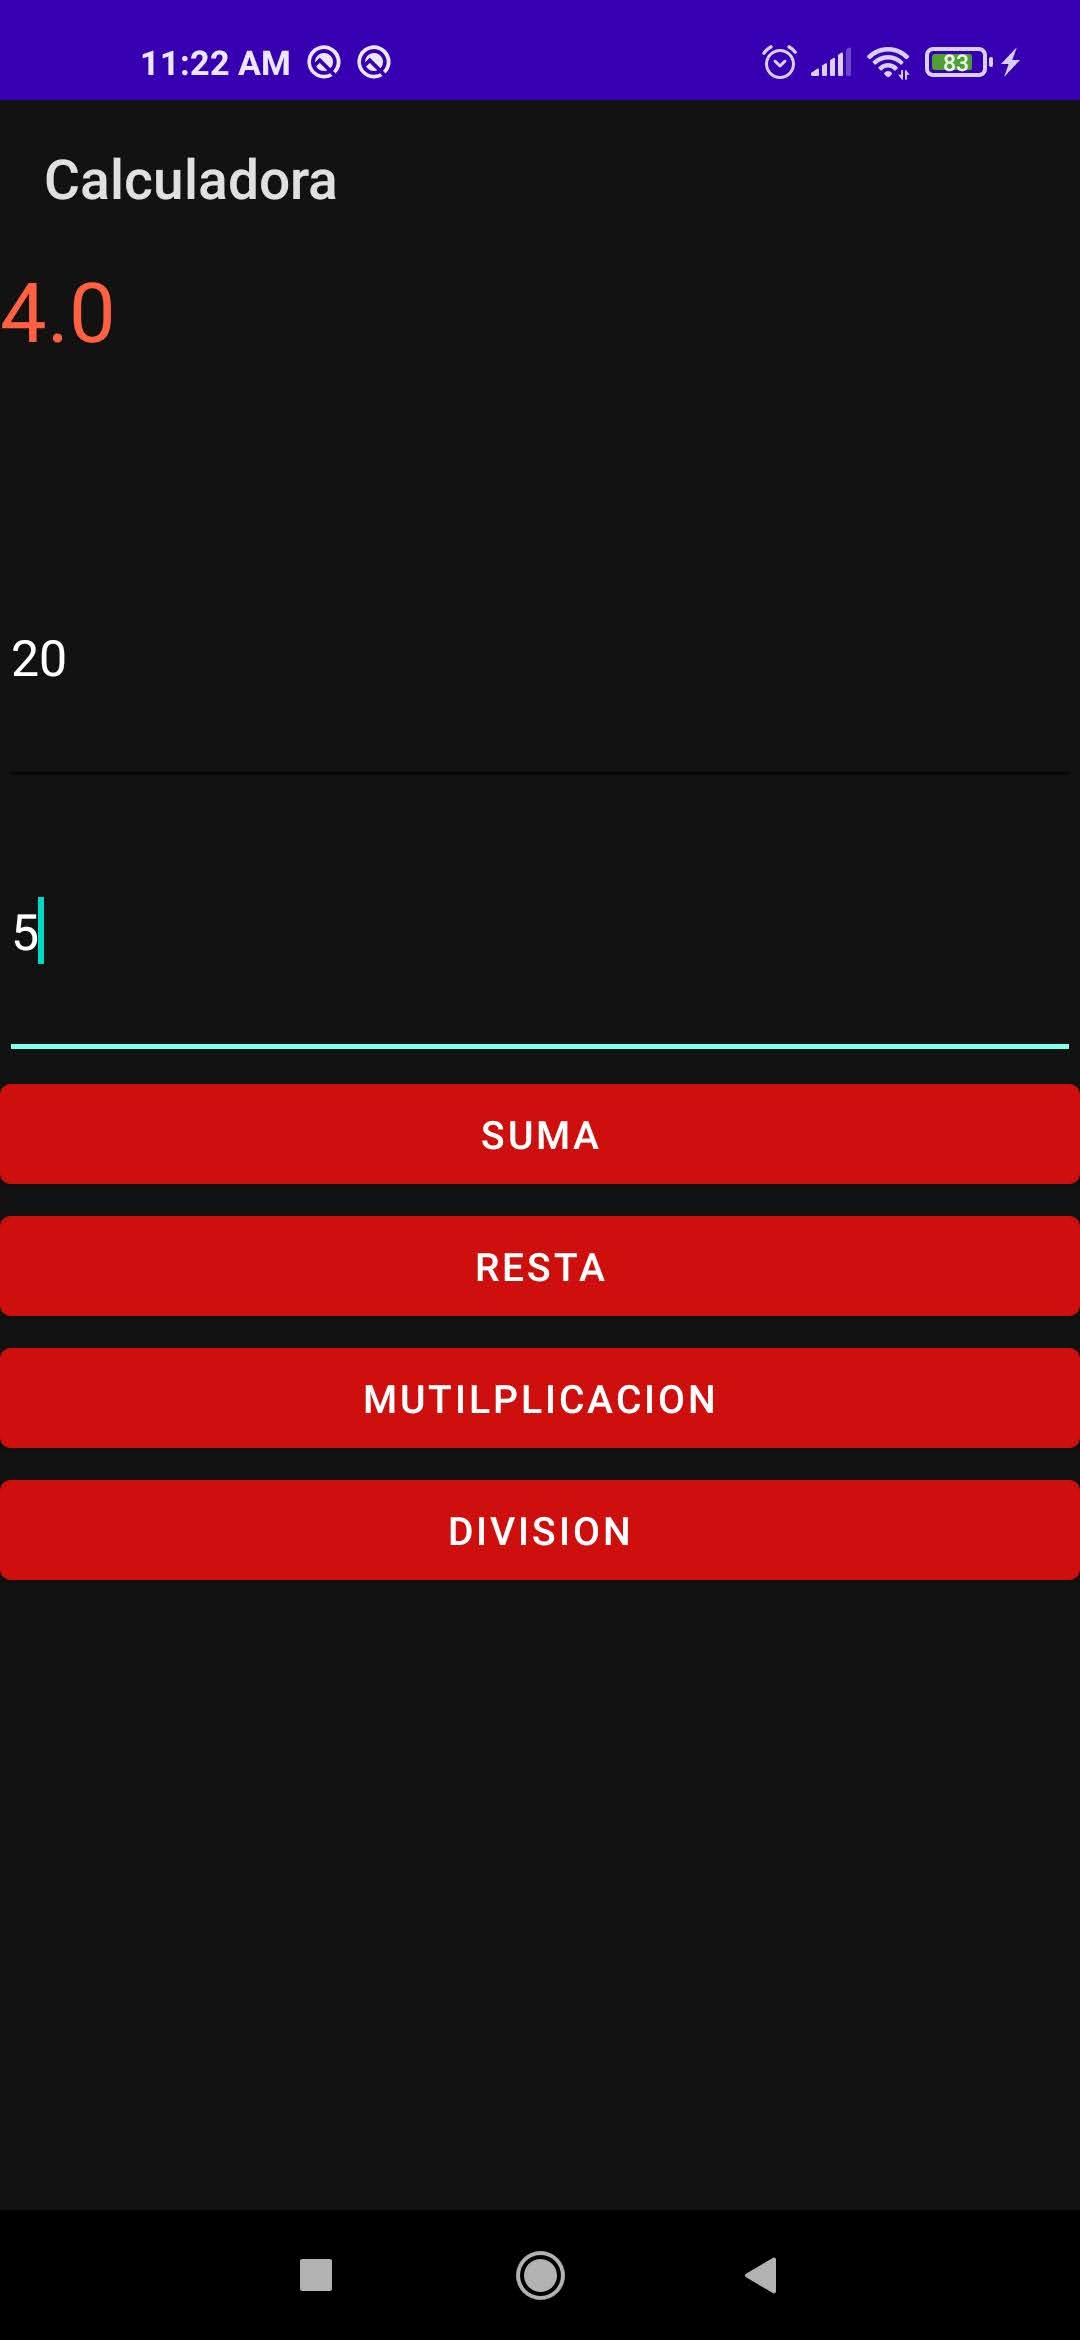 11:22 AM
83
Calculadora
4.0
20
5
SUMA
RESTA
MUTILPLICACION
DIVISION